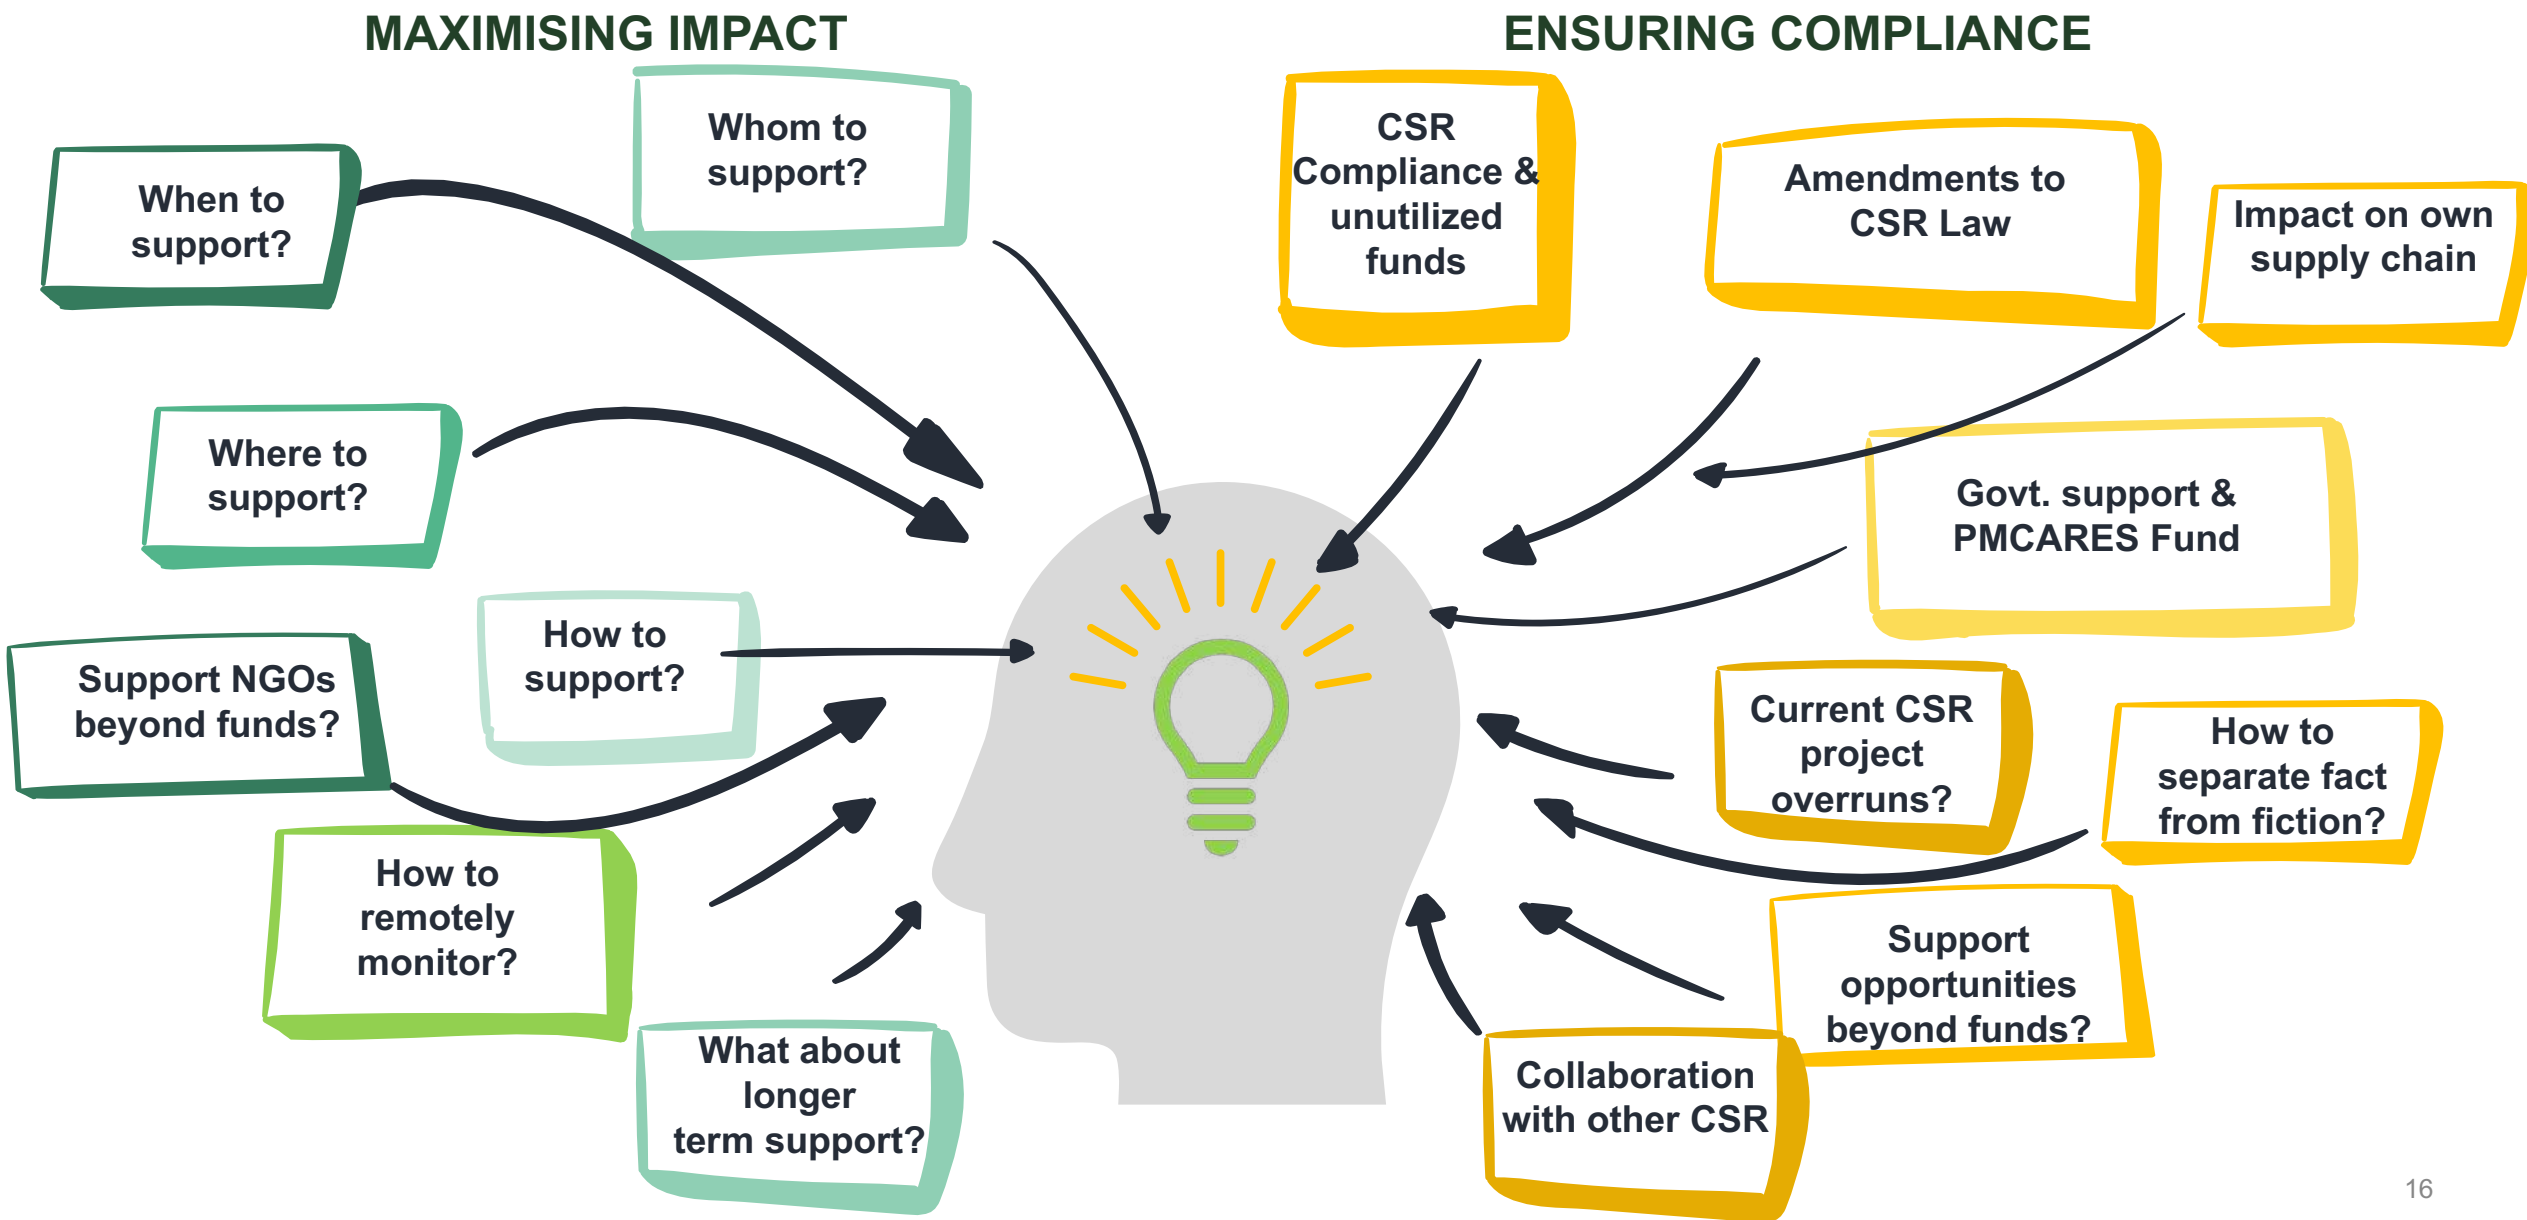 MAXIMISING IMPACT
ENSURING COMPLIANCE
When to
support?
Whom to
support?
Where to
support?
How to
support?
Support NGOs
beyond funds?
How to
remotely
monitor?
What about
longer
term support?
CSR
Compliance &
unutilized
funds
Amendments to
CSR Law
Impact on own
supply chain
Govt. support &
PMCARES Fund
Current CSR
project
overruns?
How to
separate fact
from fiction?
Support
opportunities
beyond funds?
Collaboration
with other CSR
16